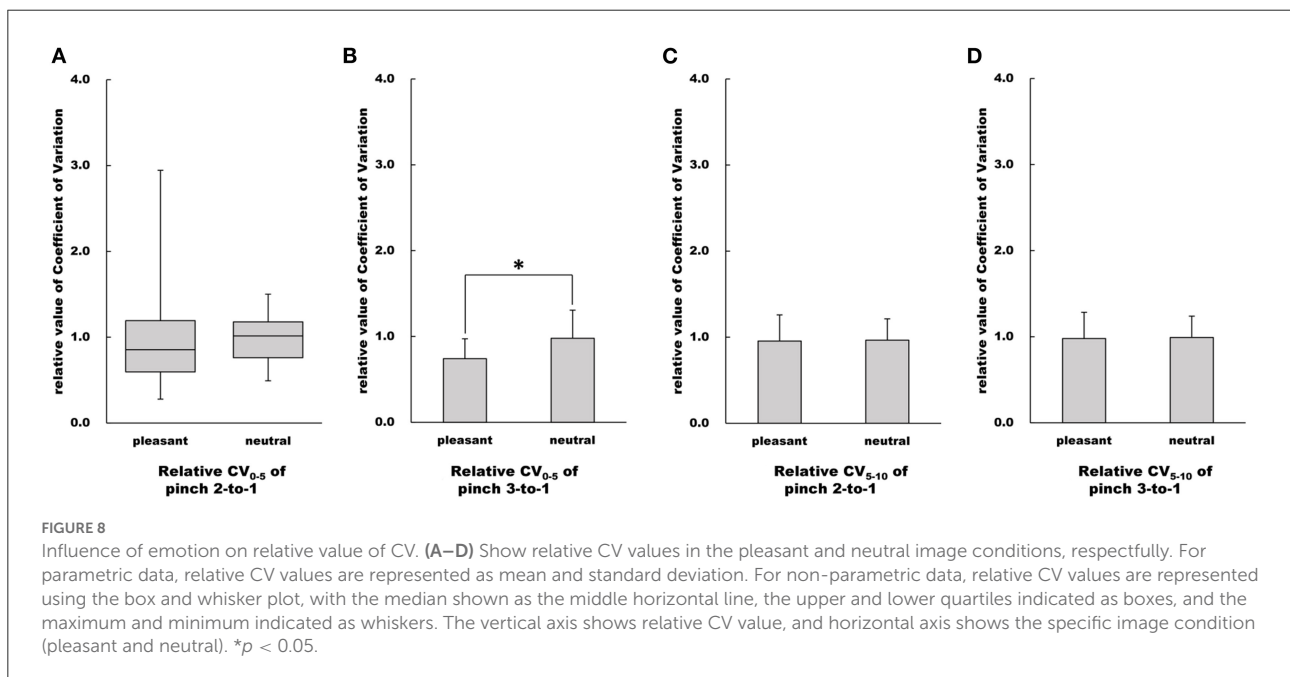 A
B
C
D
relative value of Coefficient of Variation
4.0
3.0
2.0
1.0
0.0
pleasant
neutral
Relative CV0-5 of
pinch 2-to-1
relative value of Coefficient of Variation
4.0
3.0
2.0
1.0
0.0
*
pleasant
neutral
Relative CV0-5 of
pinch 3-to-1
relative value of Coefficient of Variation
4.0
3.0
2.0
1.0
0.0
pleasant
neutral
Relative CV5-10 of
pinch 2-to-1
relative value of Coefficient of Variation
4.0
3.0
2.0
1.0
0.0
pleasant
neutral
Relative CV5-10 of
pinch 3-to-1
FIGURE 8
Influence of emotion on relative value of CV. (A–D) Show relative CV values in the pleasant and neutral image conditions, respectfully. For
parametric data, relative CV values are represented as mean and standard deviation. For non-parametric data, relative CV values are represented
using the box and whisker plot, with the median shown as the middle horizontal line, the upper and lower quartiles indicated as boxes, and the
maximum and minimum indicated as whiskers. The vertical axis shows relative CV value, and horizontal axis shows the specific image condition
(pleasant and neutral). *p < 0.05.